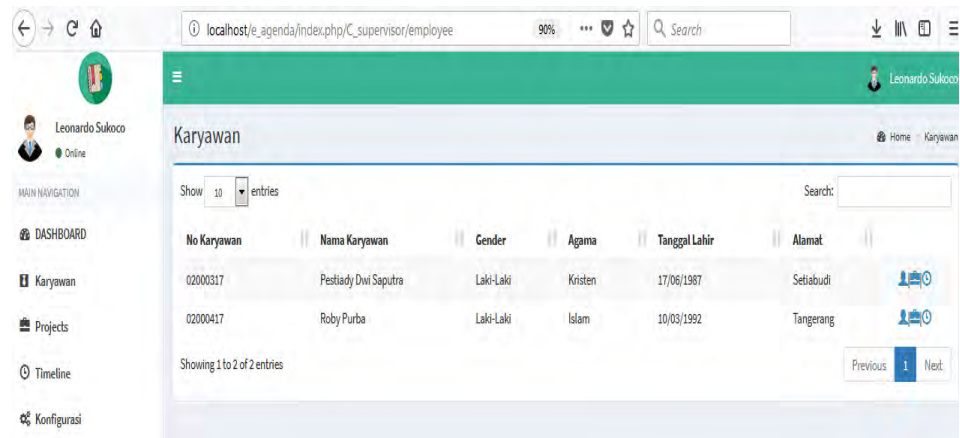 localhost/e_agenda/index.php/C_supervisor/employee 90% Search
Leonardo Sukoco
Leonardo Sukoco
Online
Karyawan
Home Karyawan
MAIN NAVIGATION
Show 10 entries Search:
DASHBOARD
No Karyawan Nama Karyawan Gender Agama Tanggal Lahir Alamat
Karyawan
02000317 Pestiady Dwi Saputra Laki-Laki Kristen 17/06/1987 Setiabudi
Projects
02000417 Roby Purba Laki-Laki Islam 10/03/1992 Tangerang
Showing 1 to 2 of 2 entries Previous 1 Next
Timeline
Konfigurasi